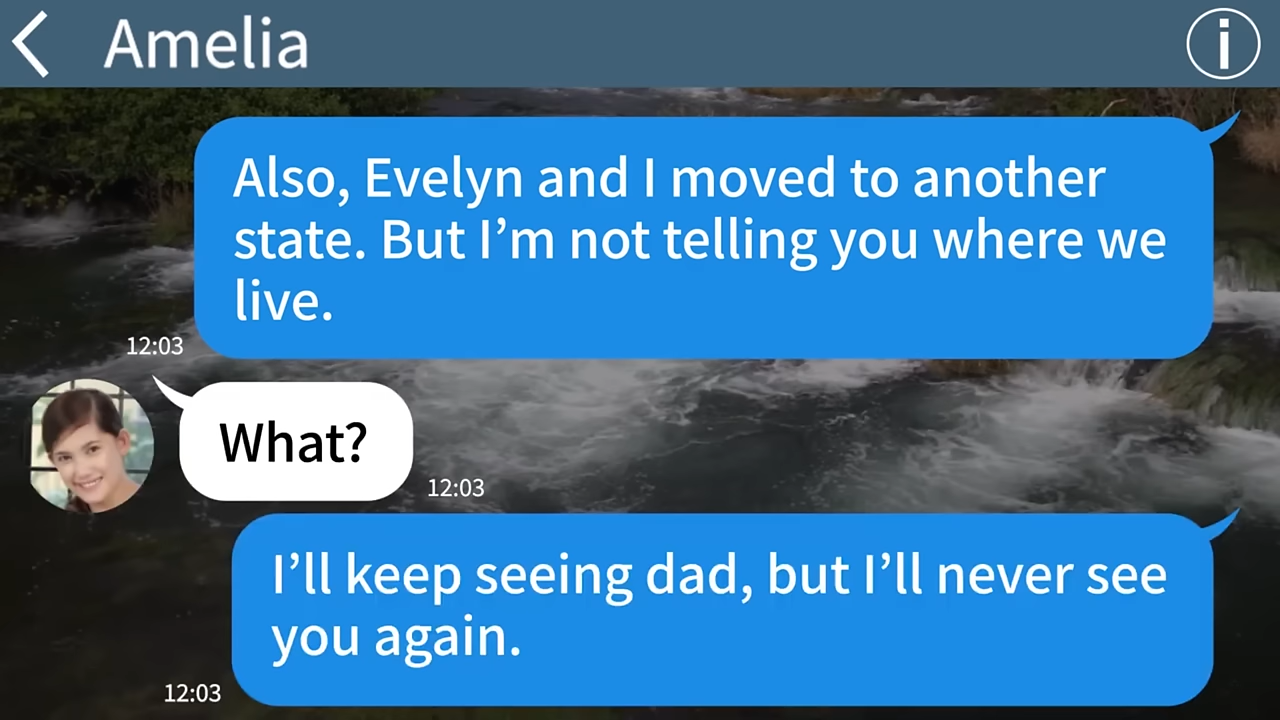 Amelia
Also, Evelyn and I moved to another
state. But I’m not telling you where we
live.
12:03
What?
12:03
I’ll keep seeing dad, but I’ll never see
you again.
12:03